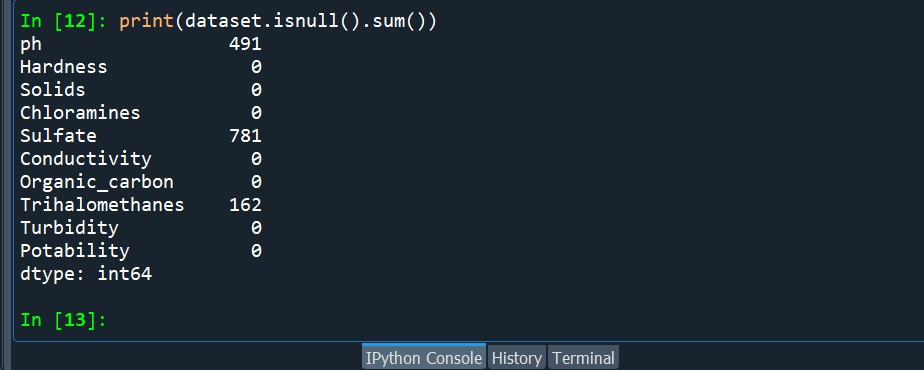 In [12]: print(dataset.isnull().sum())
ph 491
Hardness 0
Solids 0
Chloramines 0
Sulfate 781
Conductivity 0
Organic_carbon 0
Trihalomethanes 162
Turbidity 0
Potability 0
dtype: int64
In [13]:
IPython Console History Terminal